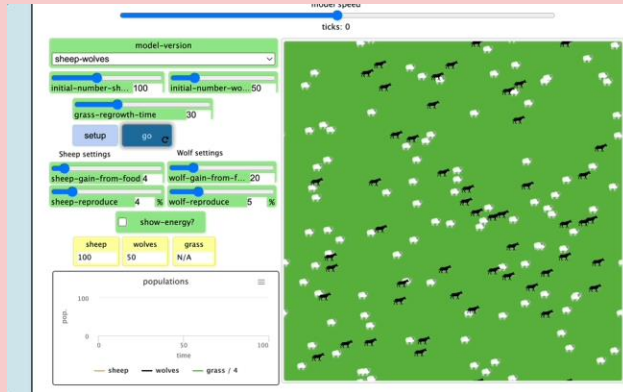 model speed
ticks: 0
model-version
sheep-wolves
initial-number-sh... 100
initial-number-wo... 50
grass-regrowth-time 30
setup
go
Sheep settings
Wolf settings
sheep-gain-from-food 4
wolf-gain-from-f... 20
sheep-reproduce 4 %
wolf-reproduce 5 %
show-energy?
sheep wolves grass
100 50 N/A
populations
100
pop.
0
0 50 100
time
sheep wolves grass / 4